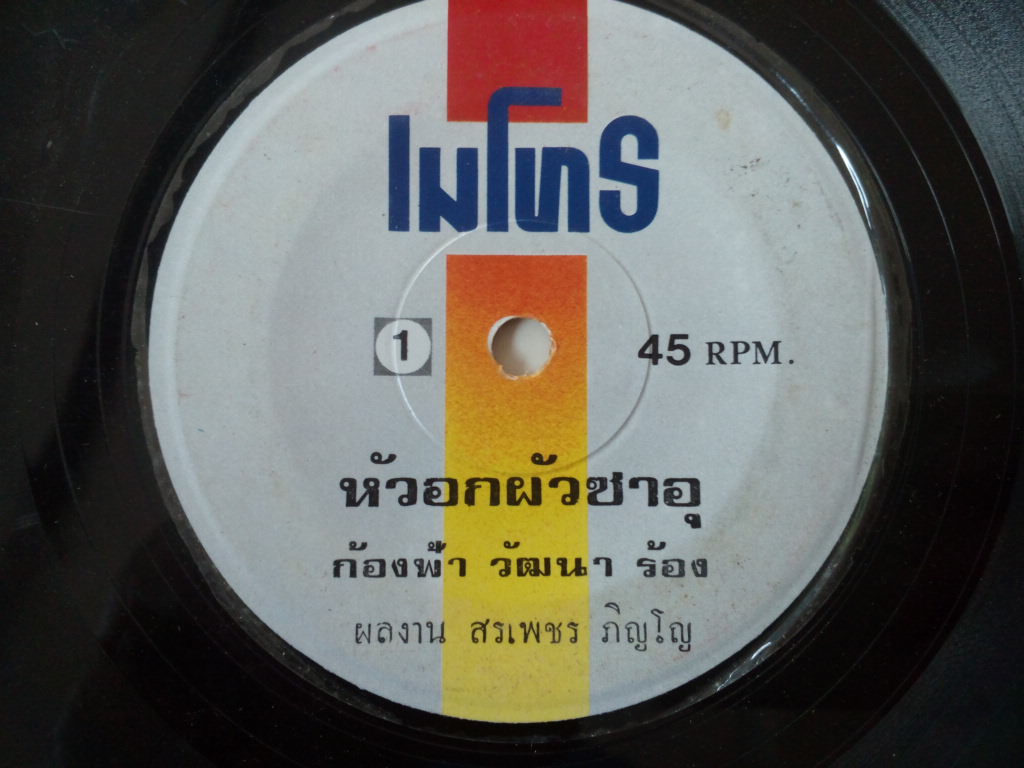 เมโทร
1
45 RPM.
หัวอกผัวซาอุ
ก้องฟ้า วัฒนา ร้อง
ผลงาน สรเพชร ภิญโญ